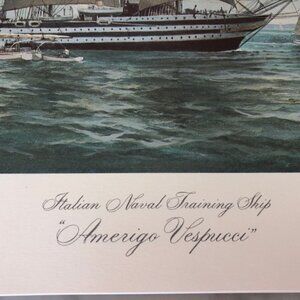 Italian Naval Training Ship
"Amerigo Vespucci"